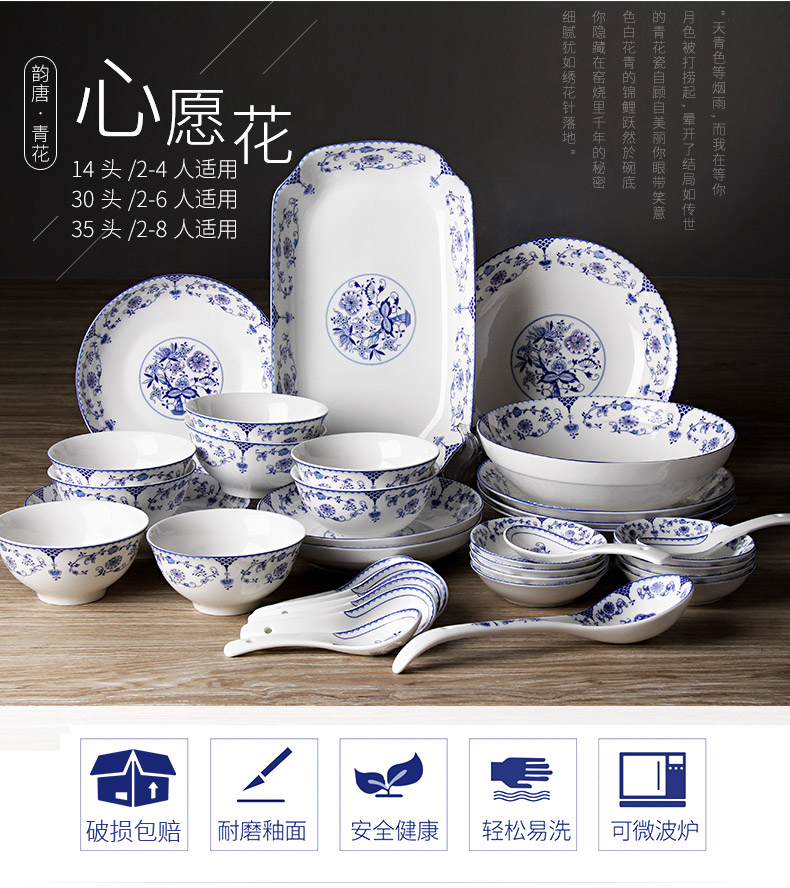 韵唐·青花
心愿花
14 头 /2-4 人适用
30 头 /2-6 人适用
35 头 /2-8 人适用
“天青色等烟雨,而我在等你
月色被打捞起,晕开了结局如传世
的青花瓷自顾自美丽你眼带笑意
色白花青的锦鲤跃然於碗底
你隐藏在窑烧里千年的秘密
细腻犹如绣花针落地”
破损包赔
耐磨釉面
安全健康
轻松易洗
可微波炉